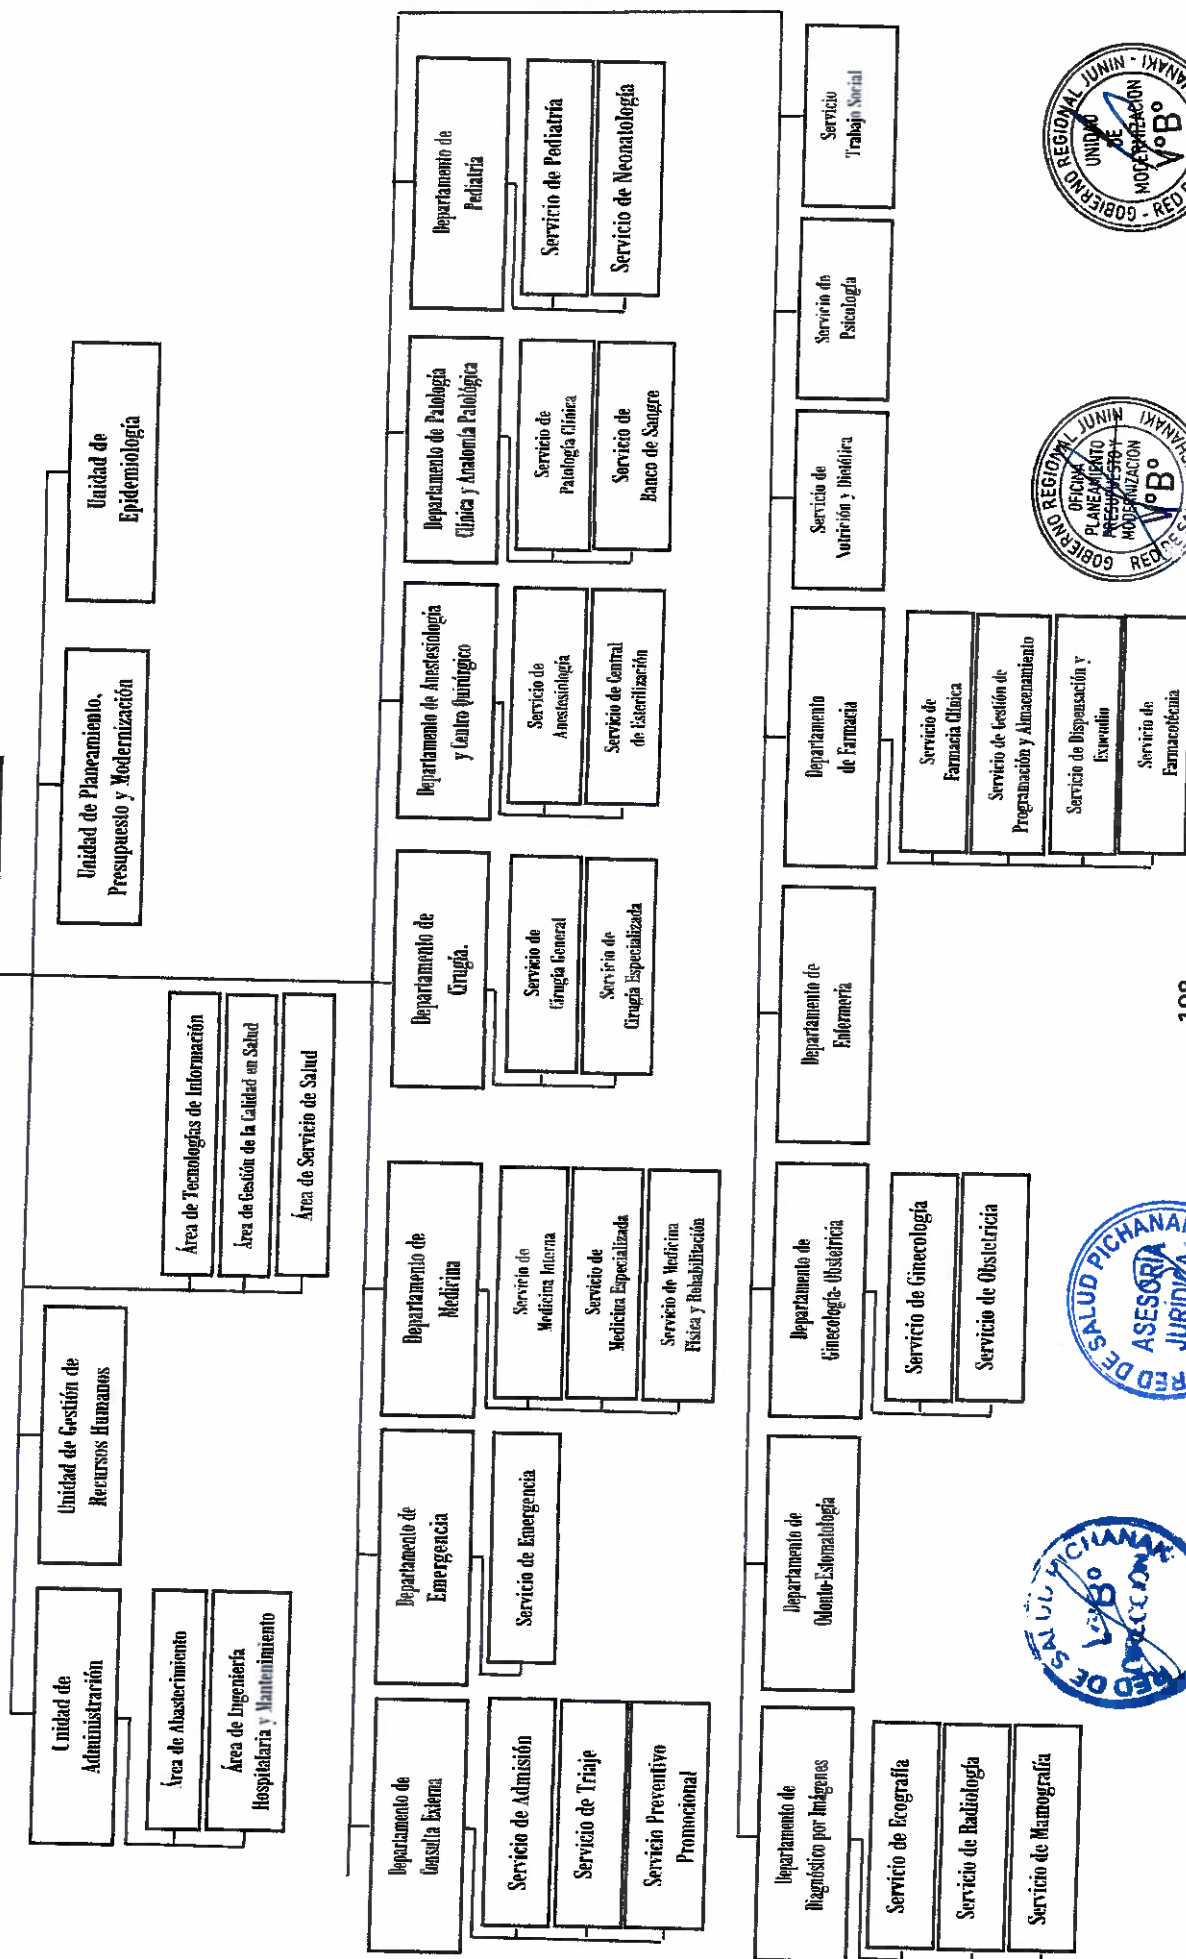 Unidad de
Administración
Área de Abastecimiento
Área de Ingeniería
Hospitalaria y Mantenimiento
Unidad de Gestión de
Recursos Humanos
Área de Tecnologías de Información
Área de Gestión de la Calidad en Salud
Área de Servicio de Salud
Unidad de Planeamiento,
Presupuesto y Modernización
Unidad de
Epidemiología
Departamento de
Consulta Externa
Servicio de Admisión
Servicio de Triaje
Servicio Preventivo
Promocional
Departamento de
Emergencia
Servicio de Emergencia
Departamento de
Medicina
Servicio de
Medicina Interna
Servicio de
Medicina Especializada
Servicio de Medicina
Física y Rehabilitación
Departamento de
Cirugía.
Servicio de
Cirugía General
Servicio de
Cirugía Especializada
Departamento de Anestesiología
y Centro Quirúrgico
Servicio de
Anestesiología
Servicio de Central
de Esterilización
Departamento de Patología
Clínica y Anatomía Patológica
Servicio de
Patología Clínica
Servicio de
Banco de Sangre
Departamento de
Pediatría
Servicio de Pediatría
Servicio de Neonatología
Departamento de
Diagnóstico por Imágenes
Servicio de Ecografía
Servicio de Radiología
Servicio de Mamografía
Departamento de
Odonto-Estomatología
Departamento de
Ginecología- Obstetricia
Servicio de Ginecología
Servicio de Obstetricia
Departamento de
Enfermería
Departamento
de Farmacia
Servicio de
Farmacia Clínica
Servicio de Gestión de
Programación y Almacenamiento
Servicio de Dispensación y
Expendio
Servicio de
Farmacotécnia
Servicio de
Nutrición y Dietética
Servicio de
Psicología
Servicio
Trabajo Social
RED DE SALUD PICHANAKI
V°B°
RED DE SALUD PICHANA
ASESORIA
JURIDICA
GOBIERNO REGIONAL JUNIN
OFICINA
PLANEAMIENTO
PRESUPUESTO Y
MODERNIZACION
V°B°
GOBIERNO REGIONAL JUNIN -
UNIDAD
DE
MODERNIZACION
V°B°